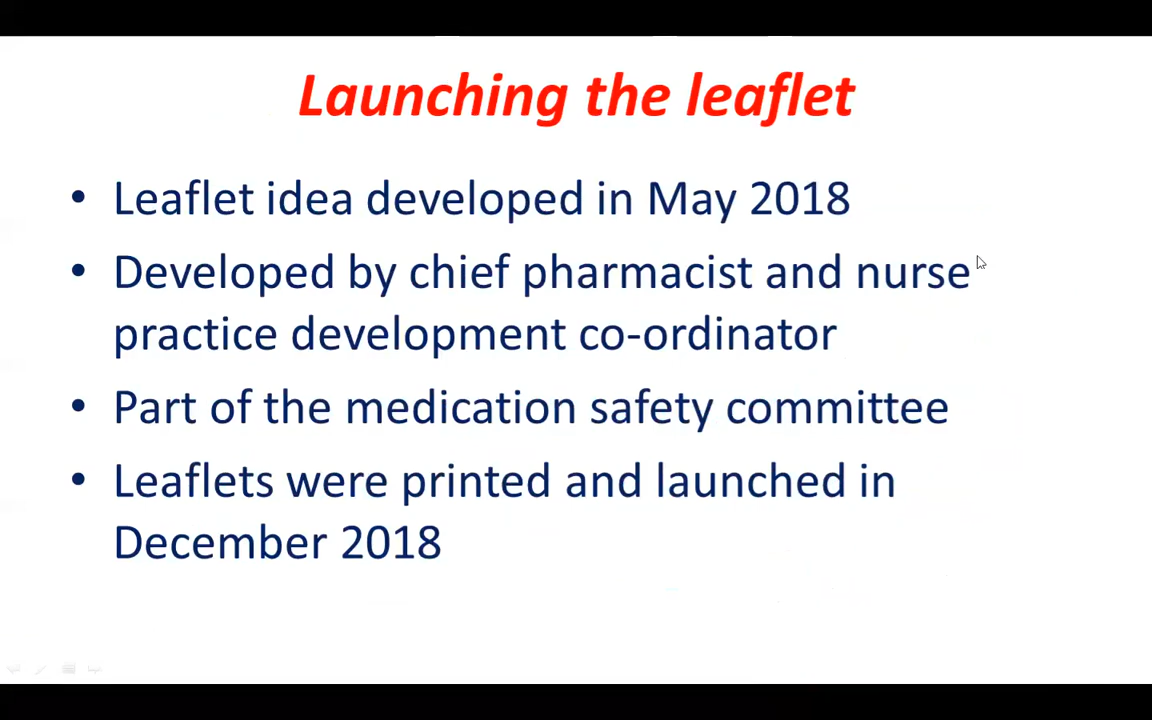 Launching the leaflet
• Leaflet idea developed in May 2018
• Developed by chief pharmacist and nurse
practice development co-ordinator
• Part of the medication safety committee
• Leaflets were printed and launched in
December 2018